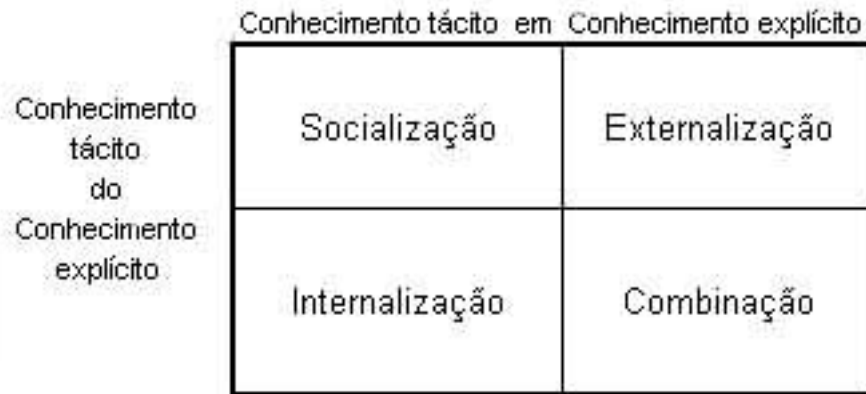 Conhecimento tácito em Conhecimento explícito
Conhecimento
tácito
do
Conhecimento
explícito
Socialização
Externalização
Internalização
Combinação